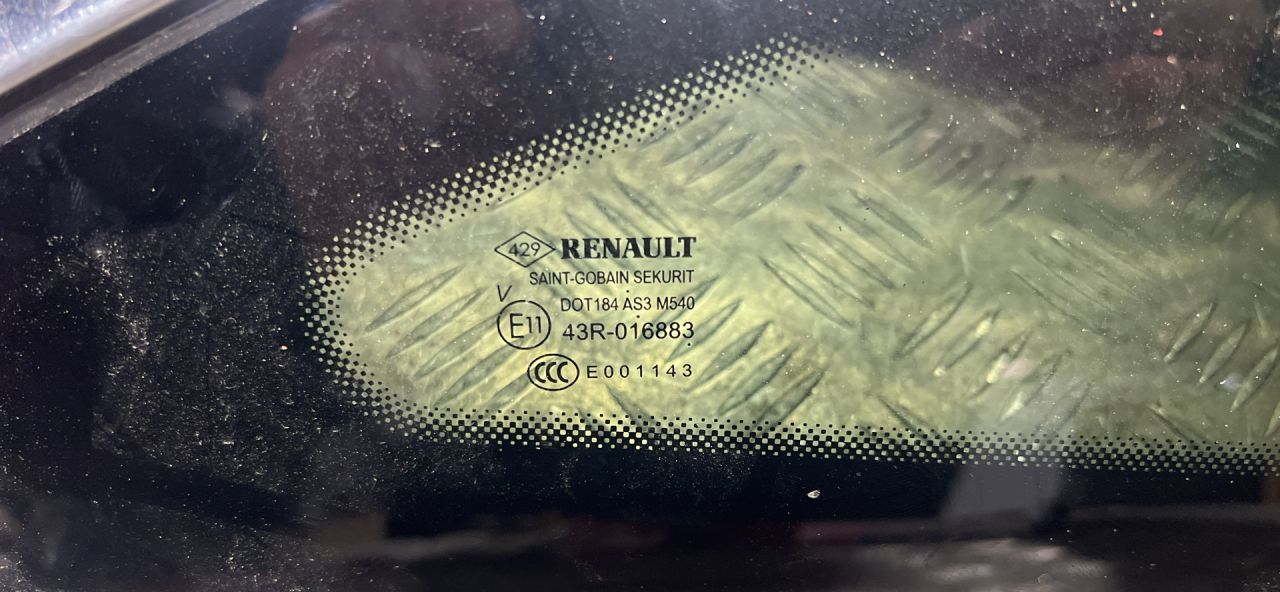 429 RENAULT
SAINT-GOBAIN SEKURIT
V
DOT184 AS3 M540
E11 43R-016883
CCC E001143